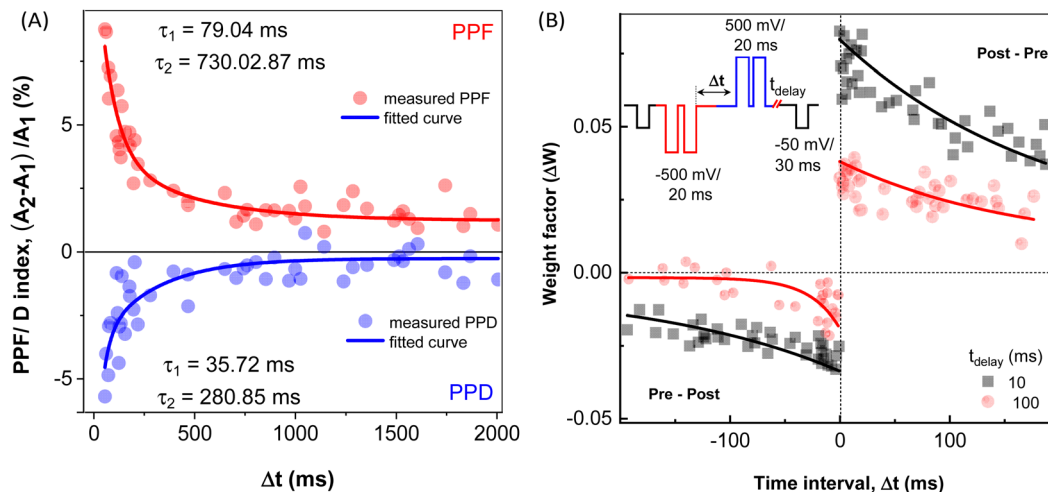 (A)
PPF/ D index, (A₂-A₁) /A₁ (%)
5
0
-5
τ₁ = 79.04 ms
τ₂ = 730.02.87 ms
PPF
measured PPF
fitted curve
measured PPD
fitted curve
τ₁ = 35.72 ms
τ₂ = 280.85 ms
PPD
0
500
1000
1500
2000
Δt (ms)
(B)
Weight factor (ΔW)
0.05
0.00
-0.05
500 mV/
20 ms
Post - Pre
Δt
t_delay
-50 mV/
30 ms
-500 mV/
20 ms
Pre - Post
t_delay (ms)
10
100
-100
0
100
Time interval, Δt (ms)